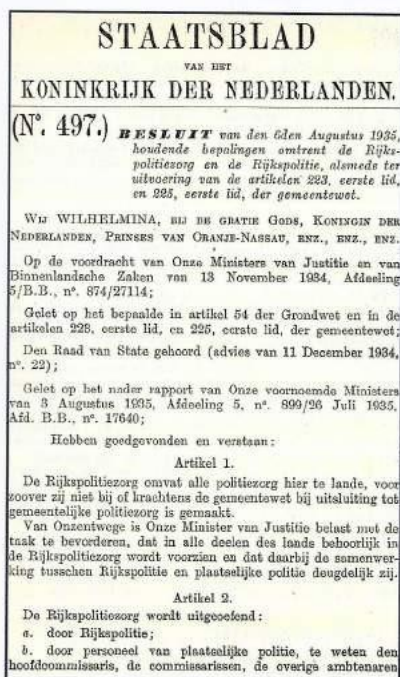 STAATSBLAD
VAN HET
KONINKRIJK DER NEDERLANDEN.
(No. 497.) BESLUIT van den 6den Augustus 1935,
houdende bepalingen omtrent de Rijks-
politiezorg en de Rijkspolitie, alsmede ter
uitvoering van de artikelen 223, eerste lid,
en 225, eerste lid, der gemeentewet.
WIJ WILHELMINA, BIJ DE GRATIE GODS, KONINGIN DER
NEDERLANDEN, PRINSES VAN ORANJE-NASSAU, ENZ., ENZ., ENZ.
Op de voordracht van Onze Ministers van Justitie en van
Binnenlandsche Zaken van 13 November 1934, Afdeeling
5/B.B., no. 874/27114;
Gelet op het bepaalde in artikel 54 der Grondwet en in de
artikelen 223, eerste lid, en 225, eerste lid, der gemeentewet;
Den Raad van State gehoord (advies van 11 December 1934,
no. 22);
Gelet op het nader rapport van Onze voornoemde Ministers
van 3 Augustus 1935, Afdeeling 5, no. 899/26 Juli 1935,
Afd. B.B., no. 17640;
Hebben goedgevonden en verstaan:
Artikel 1.
De Rijkspolitiezorg omvat alle politiezorg hier te lande, voor
zoover zij niet bij of krachtens de gemeentewet bij uitsluiting tot
gemeentelijke politiezorg is gemaakt.
Van Onzentwege is Onze Minister van Justitie belast met de
taak te bevorderen, dat in alle deelen des lands behoorlijk in
de Rijkspolitiezorg wordt voorzien en dat daarbij de samenwer-
king tusschen Rijkspolitie en plaatselijke politie deugdelijk zij.
Artikel 2.
De Rijkspolitiezorg wordt uitgeoefend:
a. door Rijkspolitie;
b. door personeel van plaatselijke politie, te weten den
hoofdcommissaris, de commissarissen, de overige ambtenaren